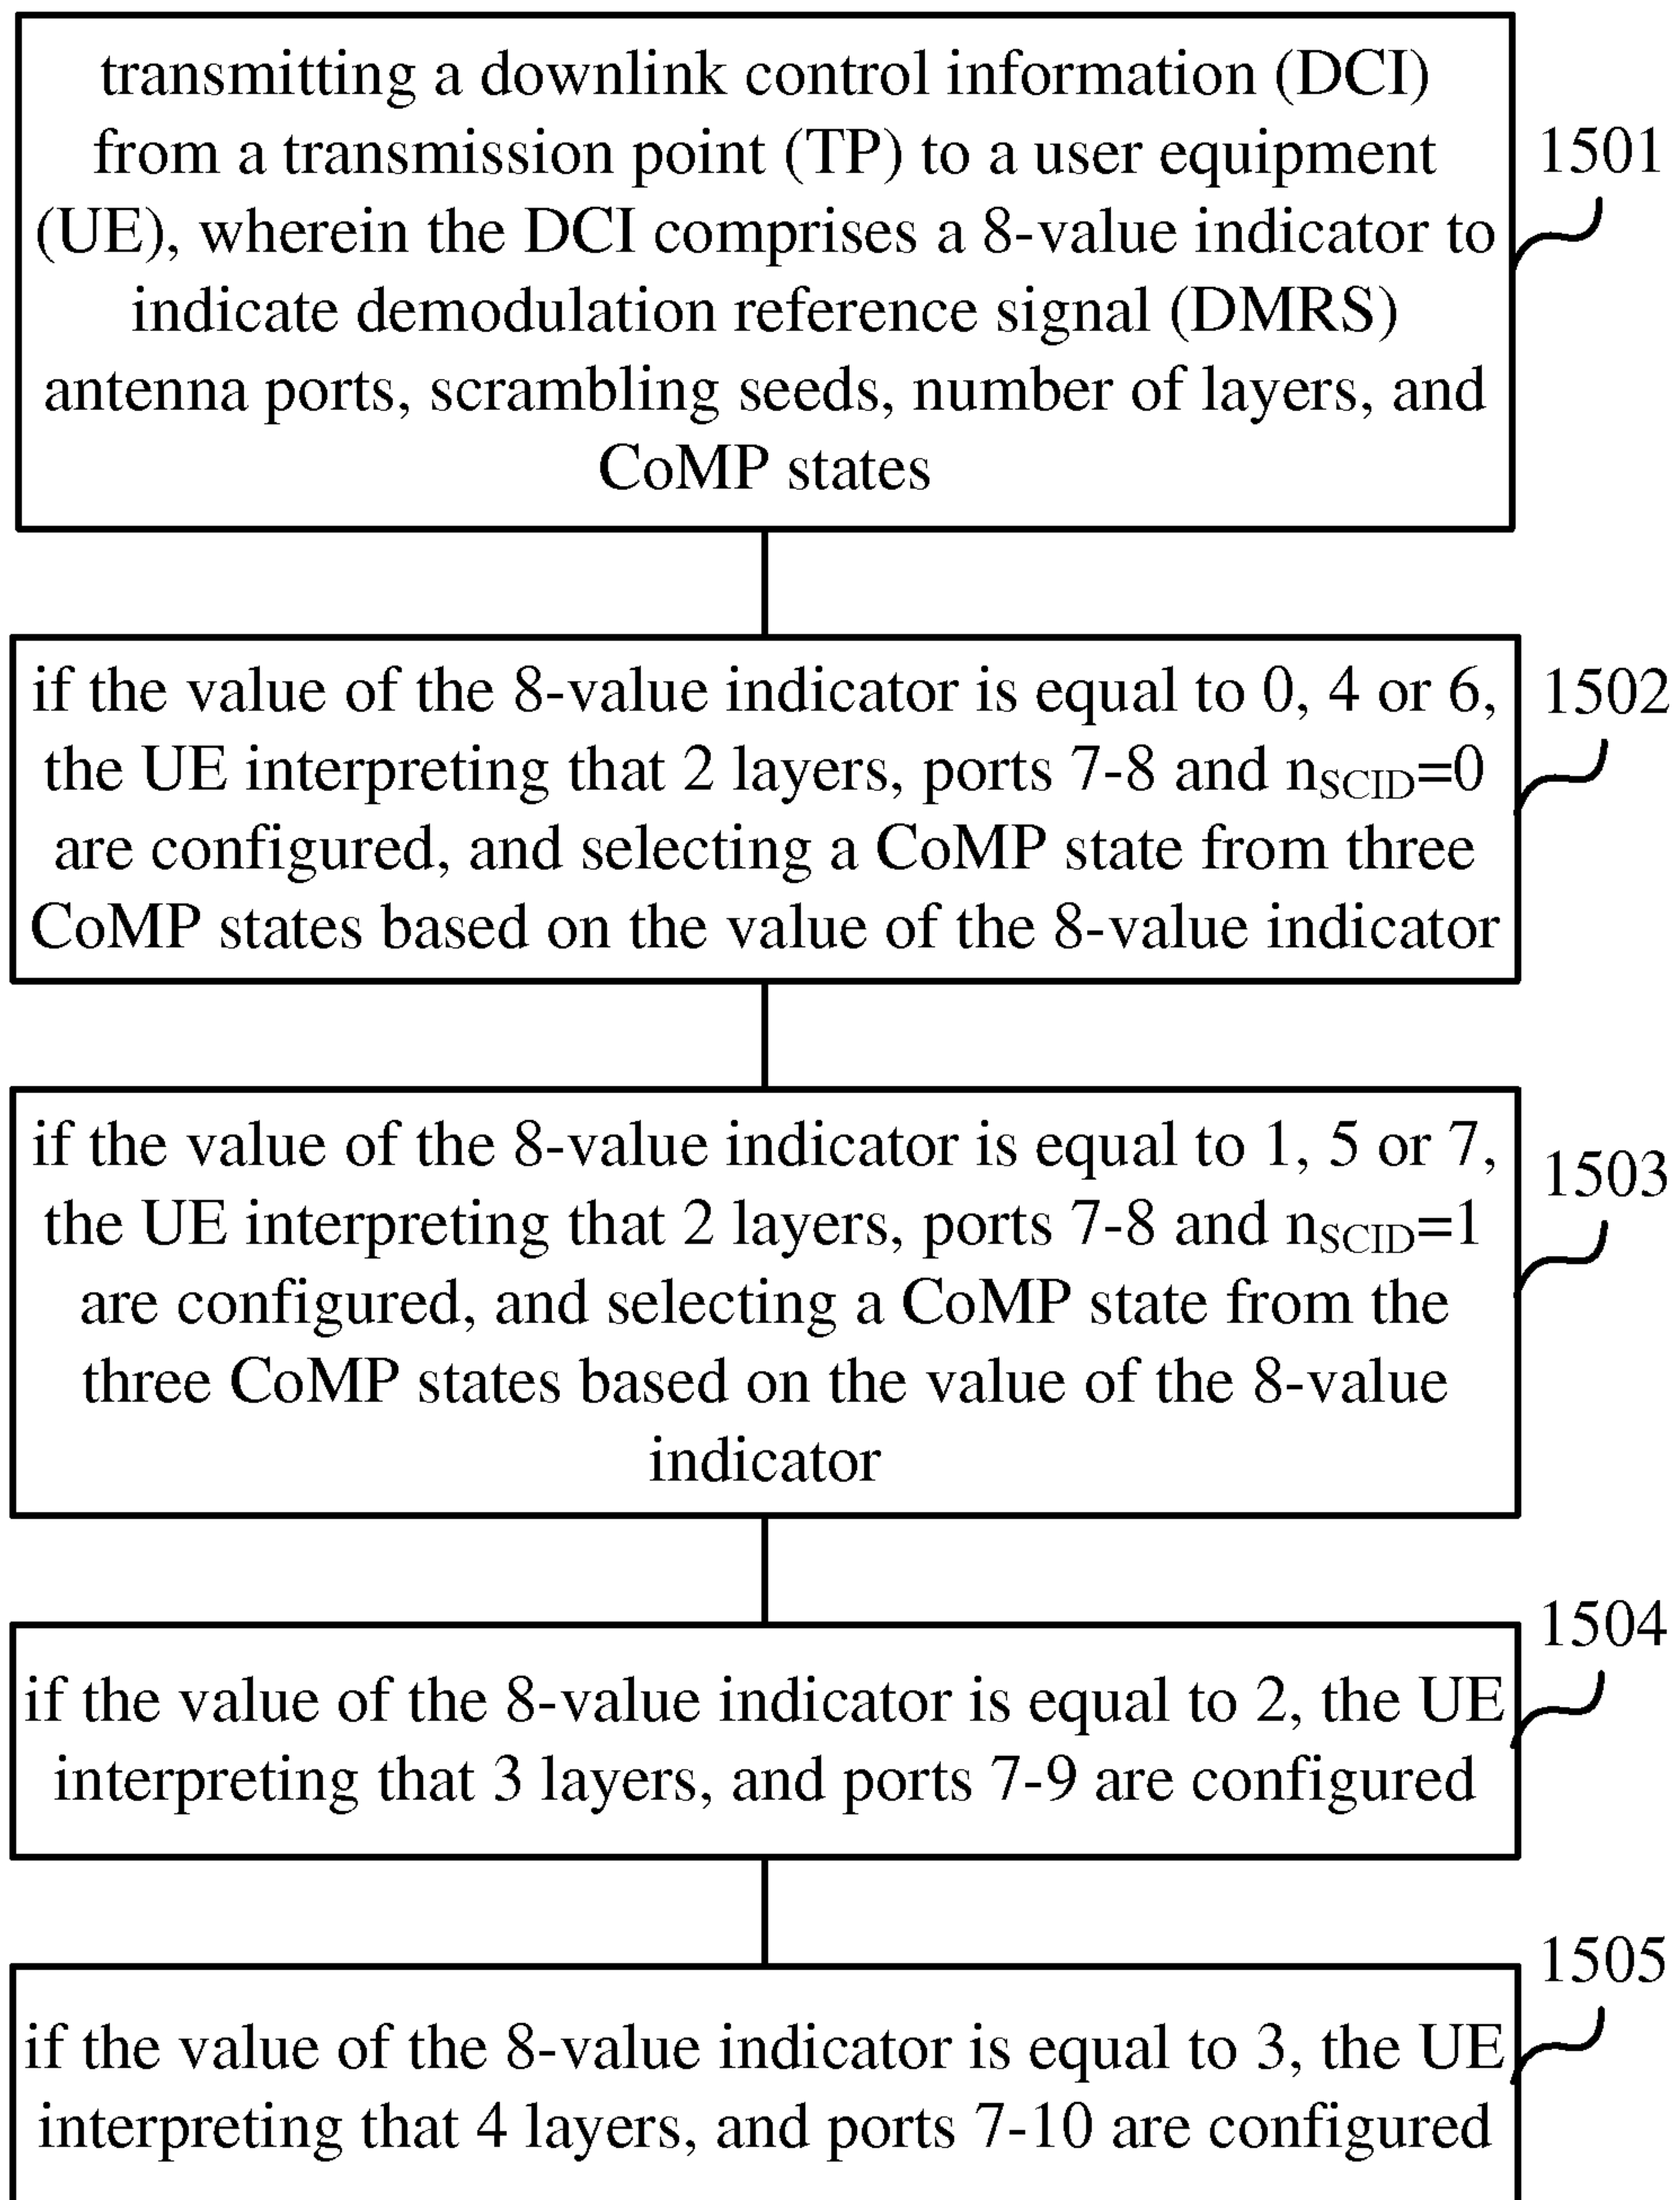 transmitting a downlink control information (DCI)
from a transmission point (TP) to a user equipment
(UE), wherein the DCI comprises a 8-value indicator to
indicate demodulation reference signal (DMRS)
antenna ports, scrambling seeds, number of layers, and
CoMP states
1501
if the value of the 8-value indicator is equal to 0, 4 or 6,
the UE interpreting that 2 layers, ports 7-8 and nSCID=0
are configured, and selecting a CoMP state from three
CoMP states based on the value of the 8-value indicator
1502
if the value of the 8-value indicator is equal to 1, 5 or 7,
the UE interpreting that 2 layers, ports 7-8 and nSCID=1
are configured, and selecting a CoMP state from the
three CoMP states based on the value of the 8-value
indicator
1503
if the value of the 8-value indicator is equal to 2, the UE
interpreting that 3 layers, and ports 7-9 are configured
1504
if the value of the 8-value indicator is equal to 3, the UE
interpreting that 4 layers, and ports 7-10 are configured
1505